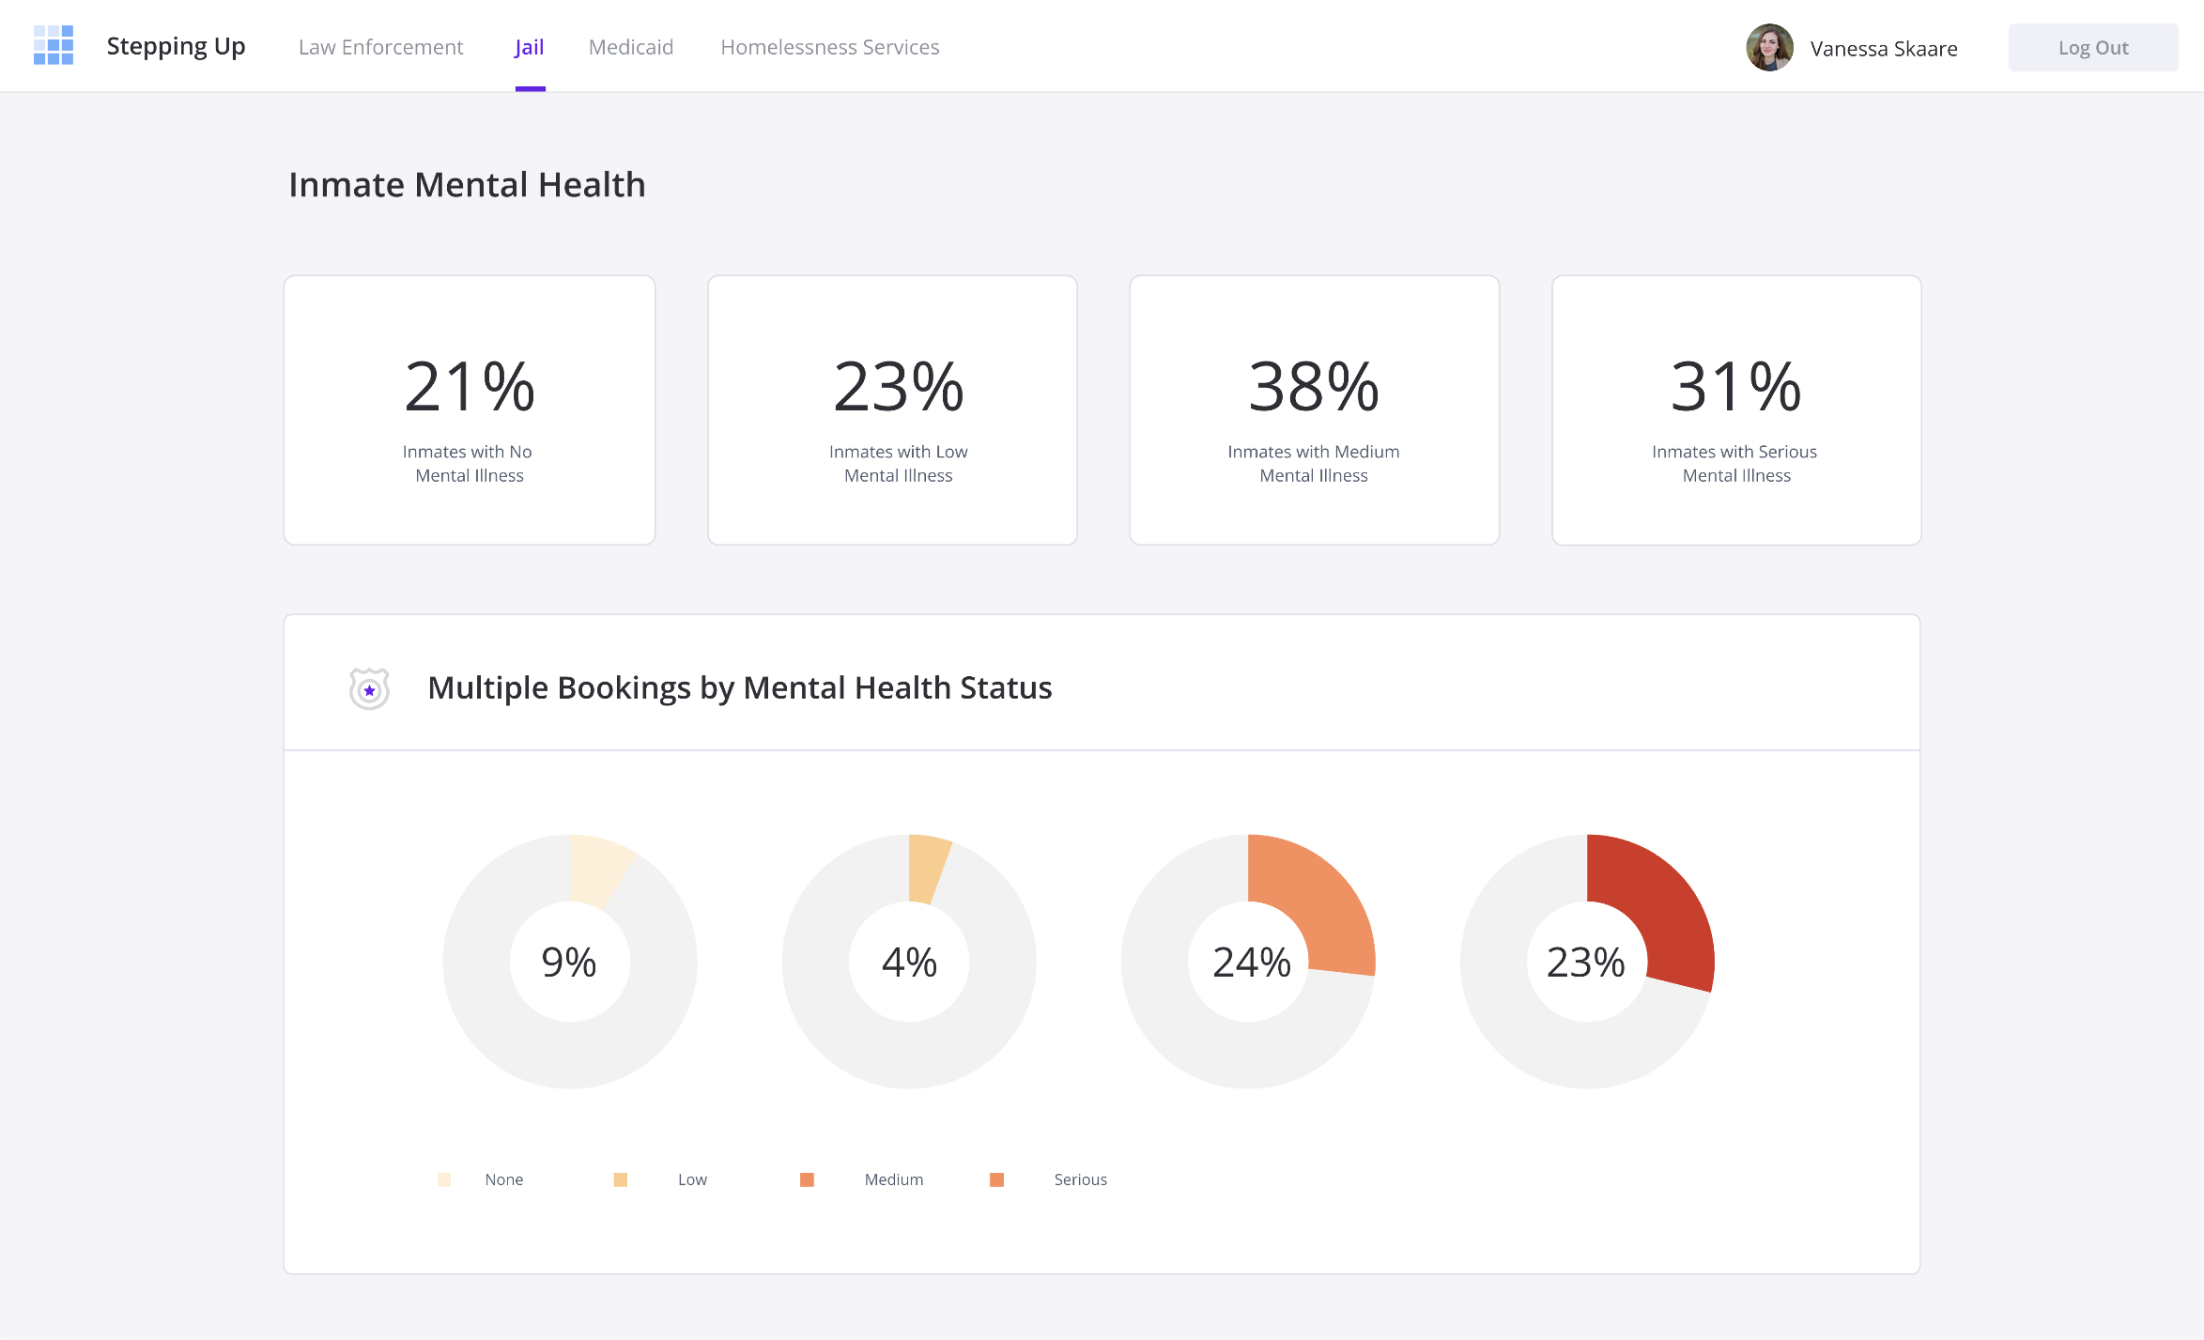 Stepping Up
Law Enforcement
Jail
Medicaid
Homelessness Services
Vanessa Skaare
Log Out
Inmate Mental Health
21%
Inmates with No
Mental Illness
23%
Inmates with Low
Mental Illness
38%
Inmates with Medium
Mental Illness
31%
Inmates with Serious
Mental Illness
Multiple Bookings by Mental Health Status
9%
4%
24%
23%
None
Low
Medium
Serious